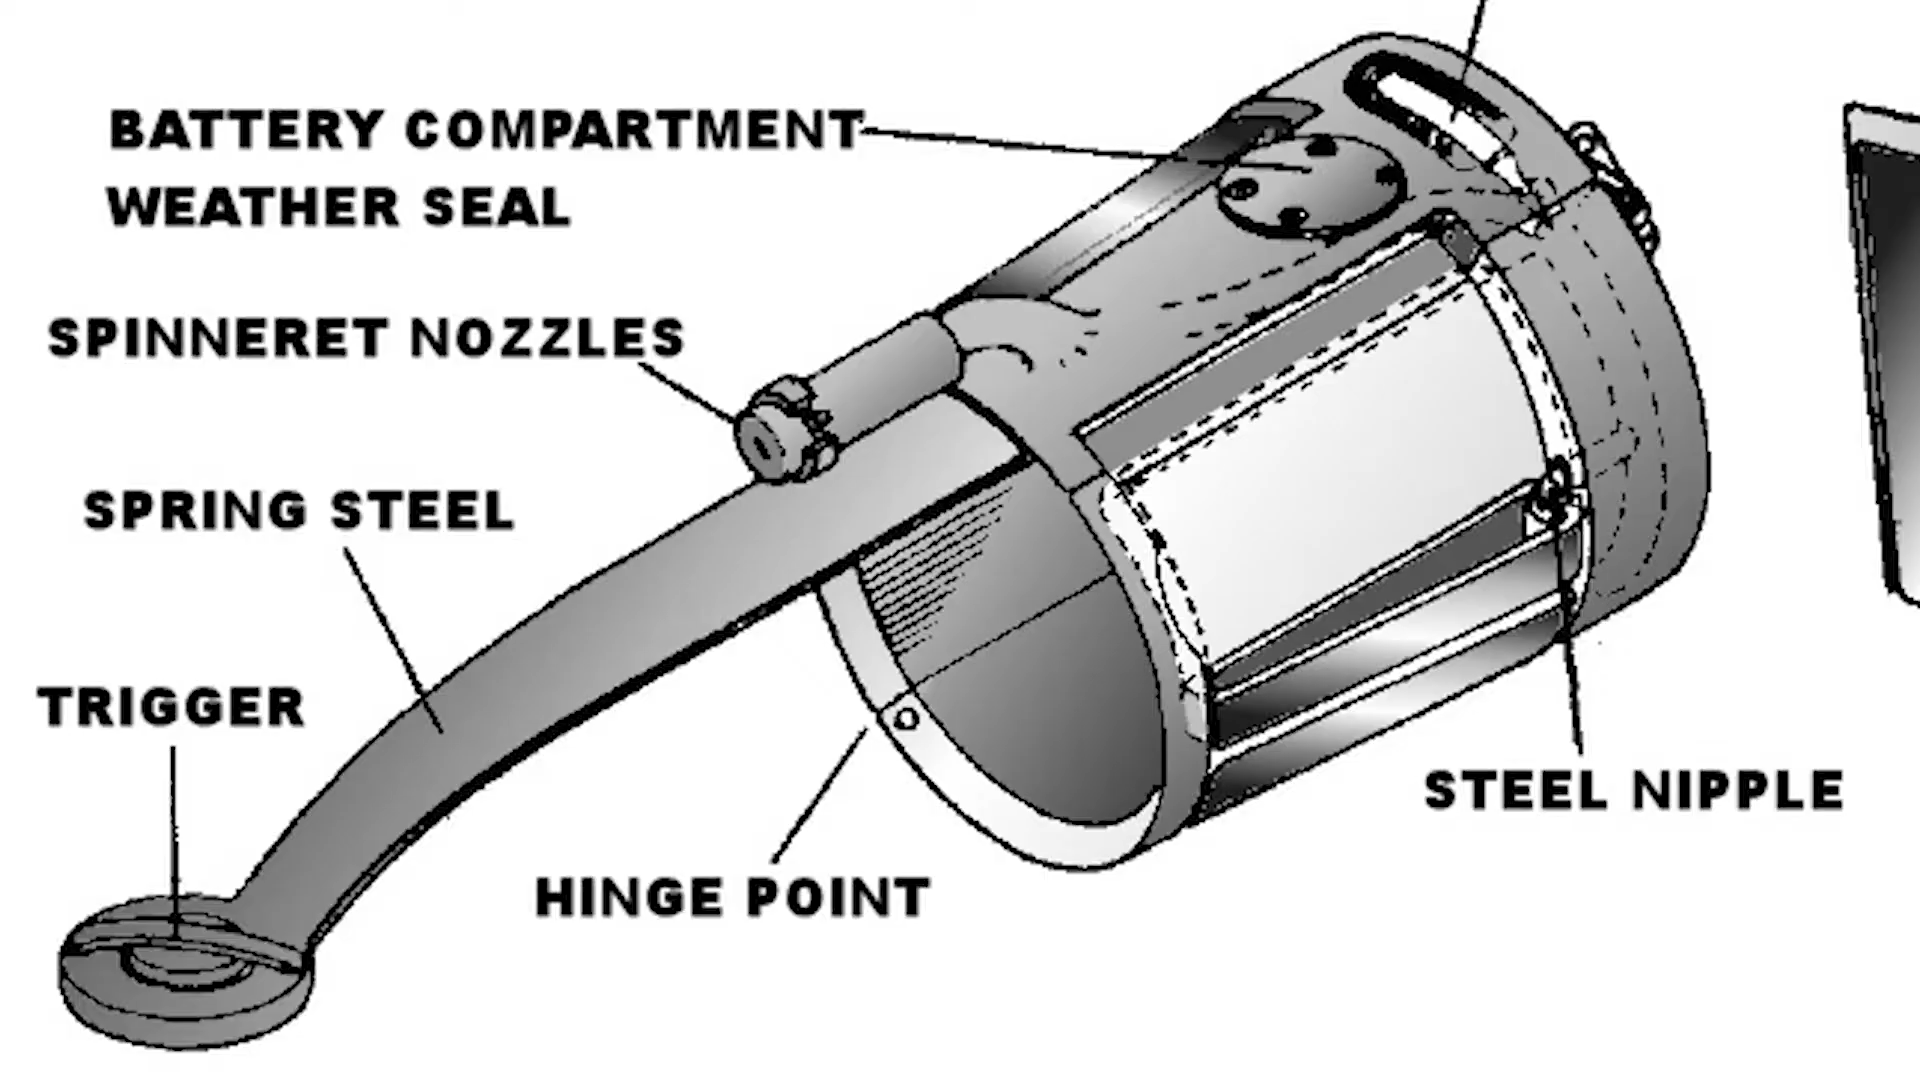 BATTERY COMPARTMENT
WEATHER SEAL
SPINNERET NOZZLES
SPRING STEEL
TRIGGER
STEEL NIPPLE
HINGE POINT